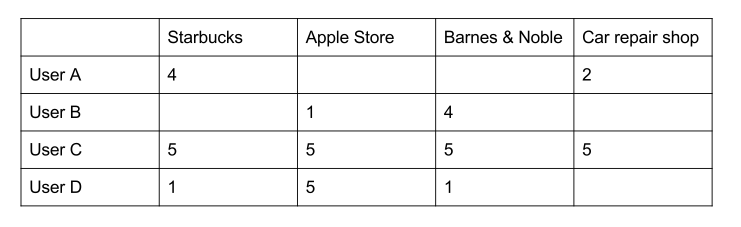 Starbucks Apple Store Barnes & Noble Car repair shop
User A 4 2
User B 1 4
User C 5 5 5 5
User D 1 5 1